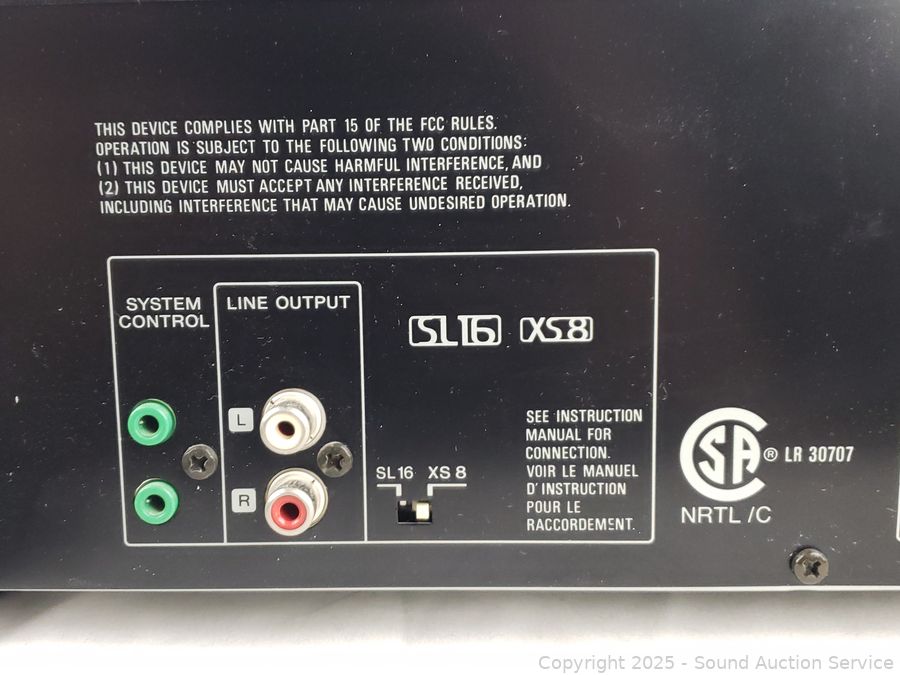 THIS DEVICE COMPLIES WITH PART 15 OF THE FCC RULES.
OPERATION IS SUBJECT TO THE FOLLOWING TWO CONDITIONS:
(1) THIS DEVICE MAY NOT CAUSE HARMFUL INTERFERENCE, AND
(2) THIS DEVICE MUST ACCEPT ANY INTERFERENCE RECEIVED,
INCLUDING INTERFERENCE THAT MAY CAUSE UNDESIRED OPERATION.
SYSTEM
CONTROL
LINE OUTPUT
SL16 XS8
L
R
SL16 XS 8
SEE INSTRUCTION
MANUAL FOR
CONNECTION.
VOIR LE MANUEL
D' INSTRUCTION
POUR LE
RACCORDEMENT.
CSA ® LR 30707
NRTL /C
Copyright 2025 - Sound Auction Service